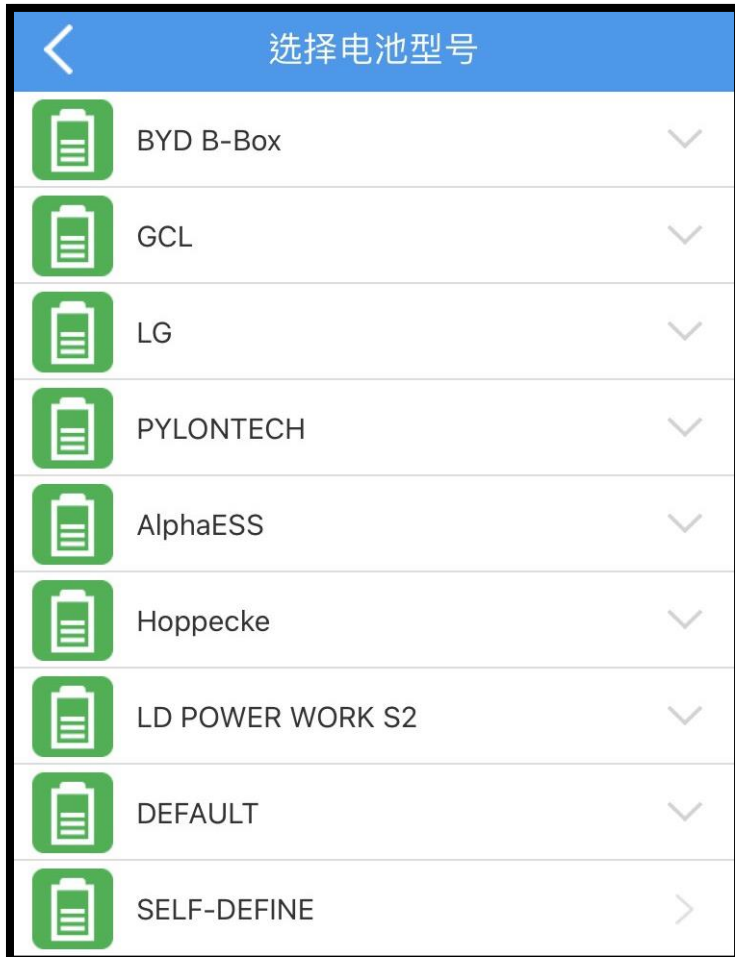 選择电池型号
BYD B-Box
GCL
LG
PYLONTECH
AlphaESS
Hoppecke
LD POWER WORK S2
DEFAULT
SELF-DEFINE